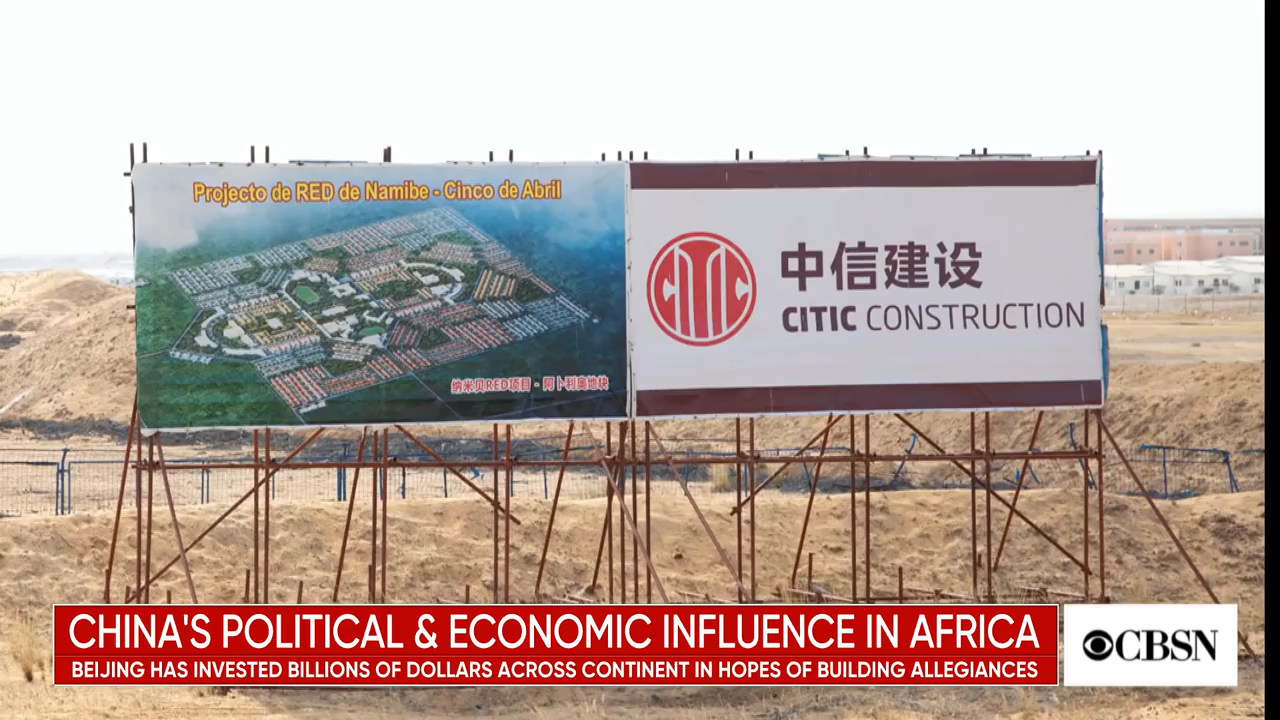 Projecto de RED de Namibe - Cinco de Abril
纳米贝RED项目 - 阿卜利奥地块
CITIC
中信建设
CITIC CONSTRUCTION
CHINA'S POLITICAL & ECONOMIC INFLUENCE IN AFRICA
BEIJING HAS INVESTED BILLIONS OF DOLLARS ACROSS CONTINENT IN HOPES OF BUILDING ALLEGIANCES
CBSN